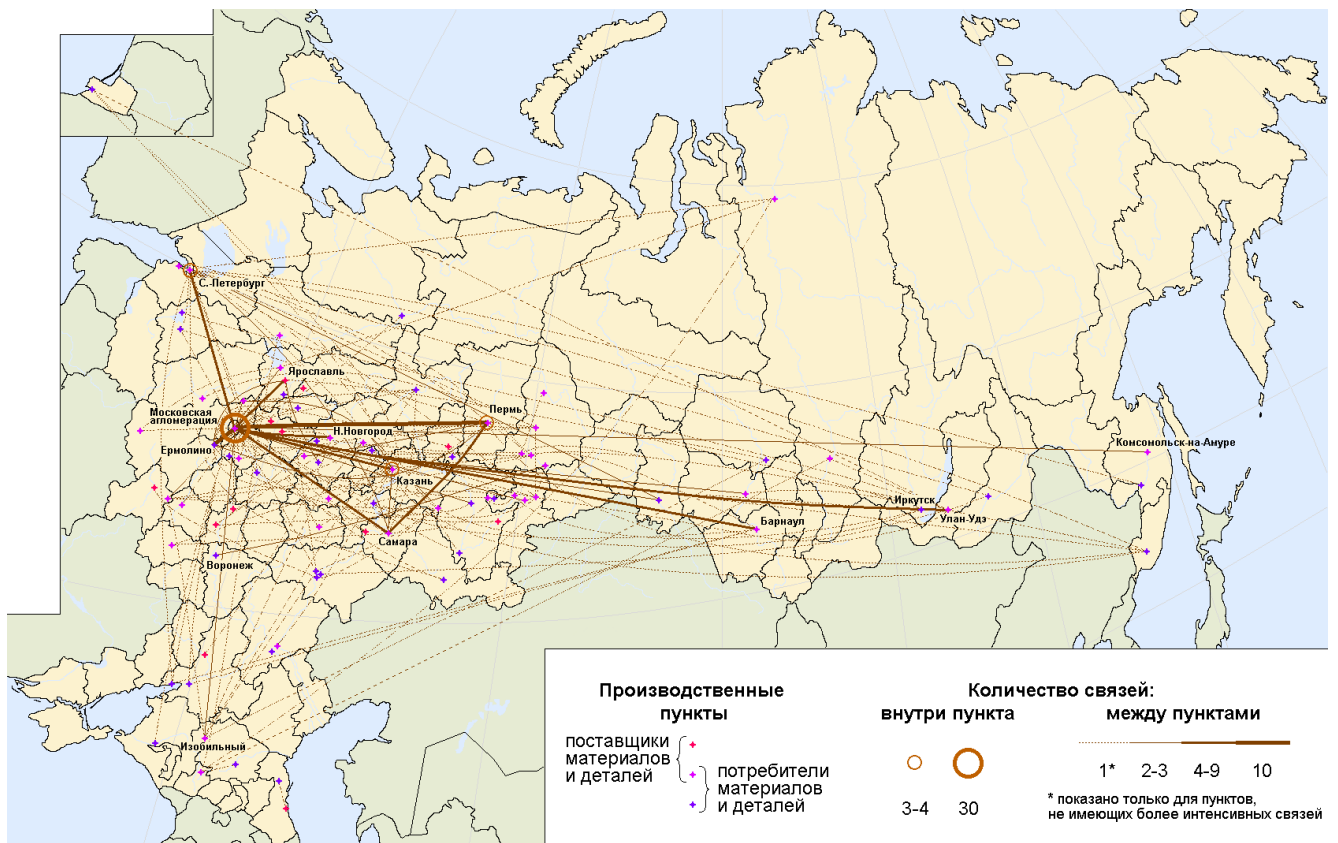 С.-Петербург
Ярославль
Московская
агломерация
Пермь
Н.Новгород
Комсомольск-на-Амуре
Ермолино
Казань
Иркутск
Улан-Удэ
Барнаул
Самара
Воронеж
Изобильный
Производственные
пункты
поставщики
материалов
и деталей
потребители
материалов
и деталей
Количество связей:
внутри пункта
между пунктами
3-4
30
1*
2-3
4-9
10
* показано только для пунктов,
не имеющих более интенсивных связей